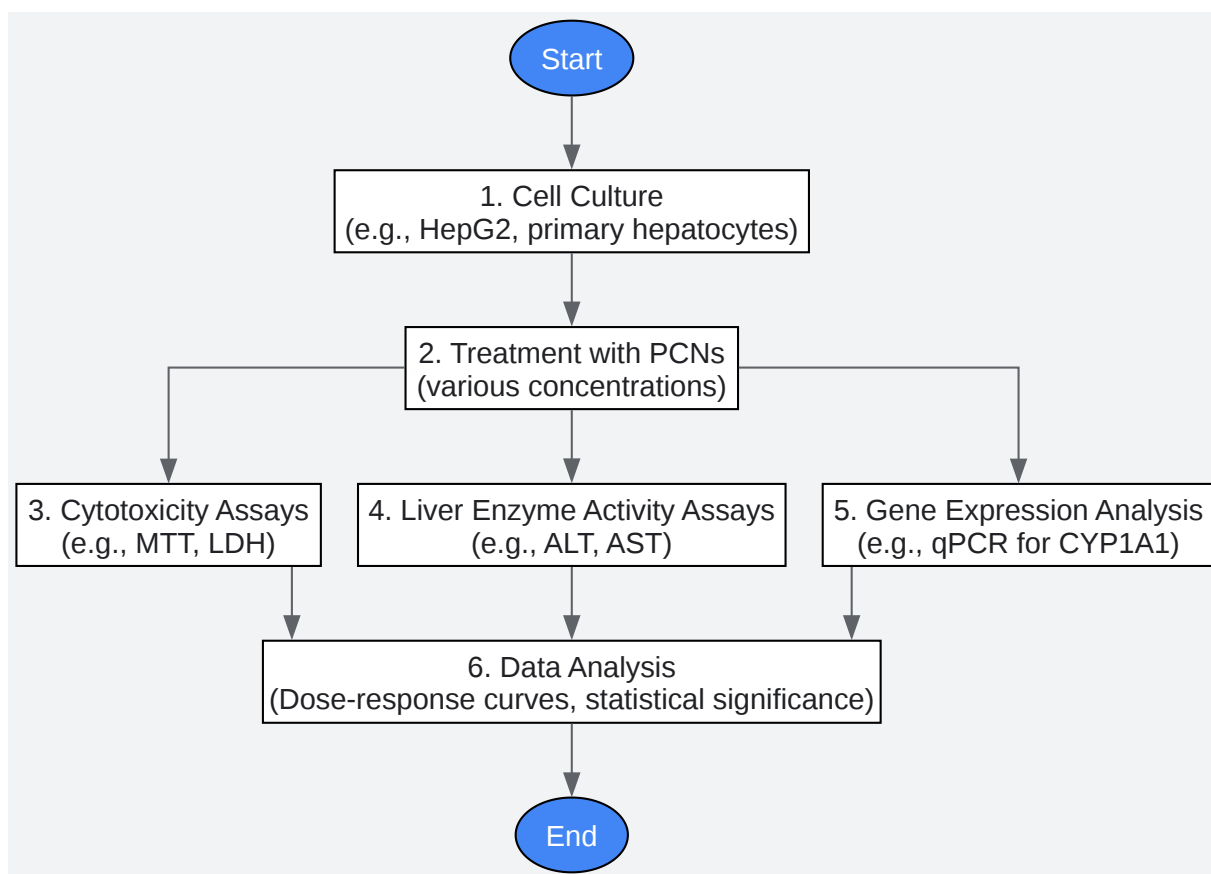 Start
1. Cell Culture
(e.g., HepG2, primary hepatocytes)
2. Treatment with PCNs
(various concentrations)
3. Cytotoxicity Assays
(e.g., MTT, LDH)
4. Liver Enzyme Activity Assays
(e.g., ALT, AST)
5. Gene Expression Analysis
(e.g., qPCR for CYP1A1)
6. Data Analysis
(Dose-response curves, statistical significance)
End